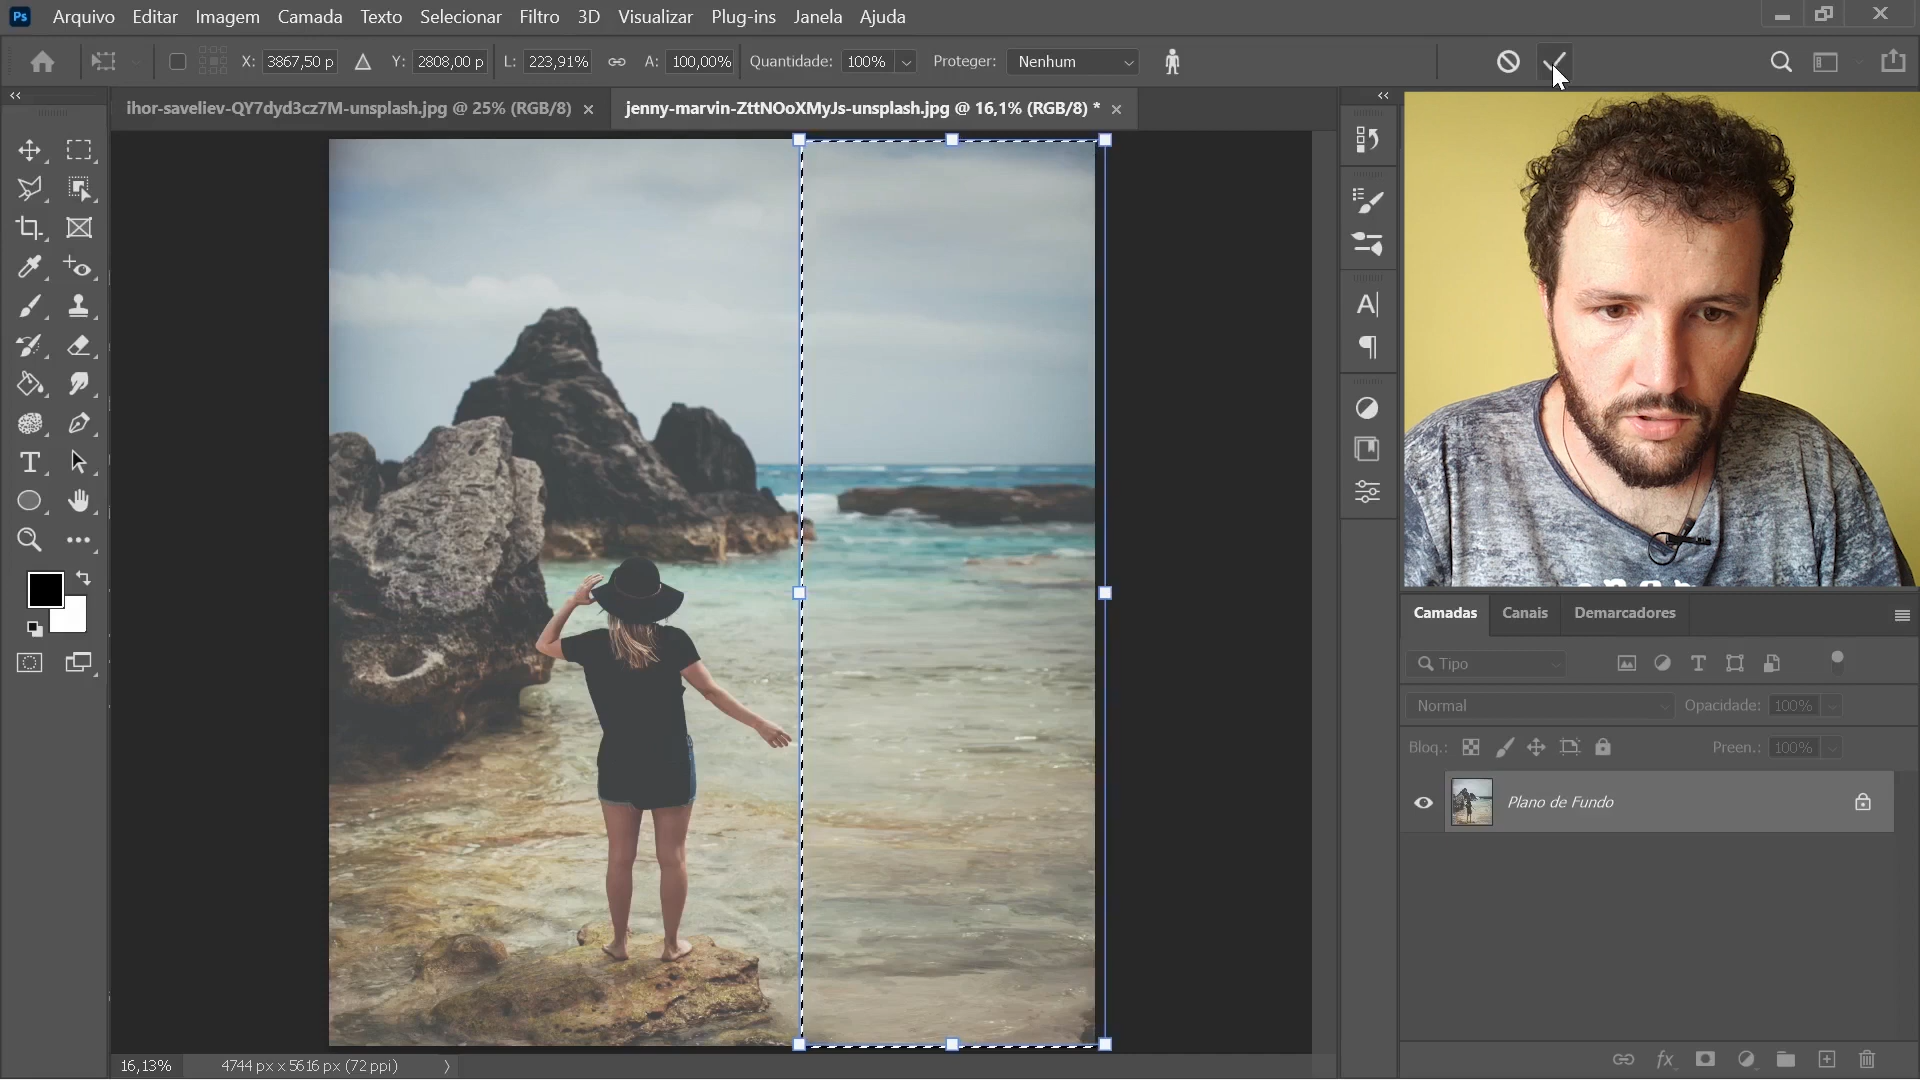 Ps Arquivo Editar Imagem Camada Texto Selecionar Filtro 3D Visualizar Plug-ins Janela Ajuda
X: 3867,50 p Y: 2808,00 p L: 223,91% A: 100,00% Quantidade: 100% Proteger: Nenhum
ihor-saveliev-QY7dyd3cz7M-unsplash.jpg @ 25% (RGB/8) × jenny-marvin-ZttNOoXMyJs-unsplash.jpg @ 16,1% (RGB/8) * ×
Camadas Canais Demarcadores
Tipo
Normal Opacidade: 100%
Bloq.: Preen.: 100%
Plano de Fundo
16,13% 4744 px x 5616 px (72 ppi)
fx